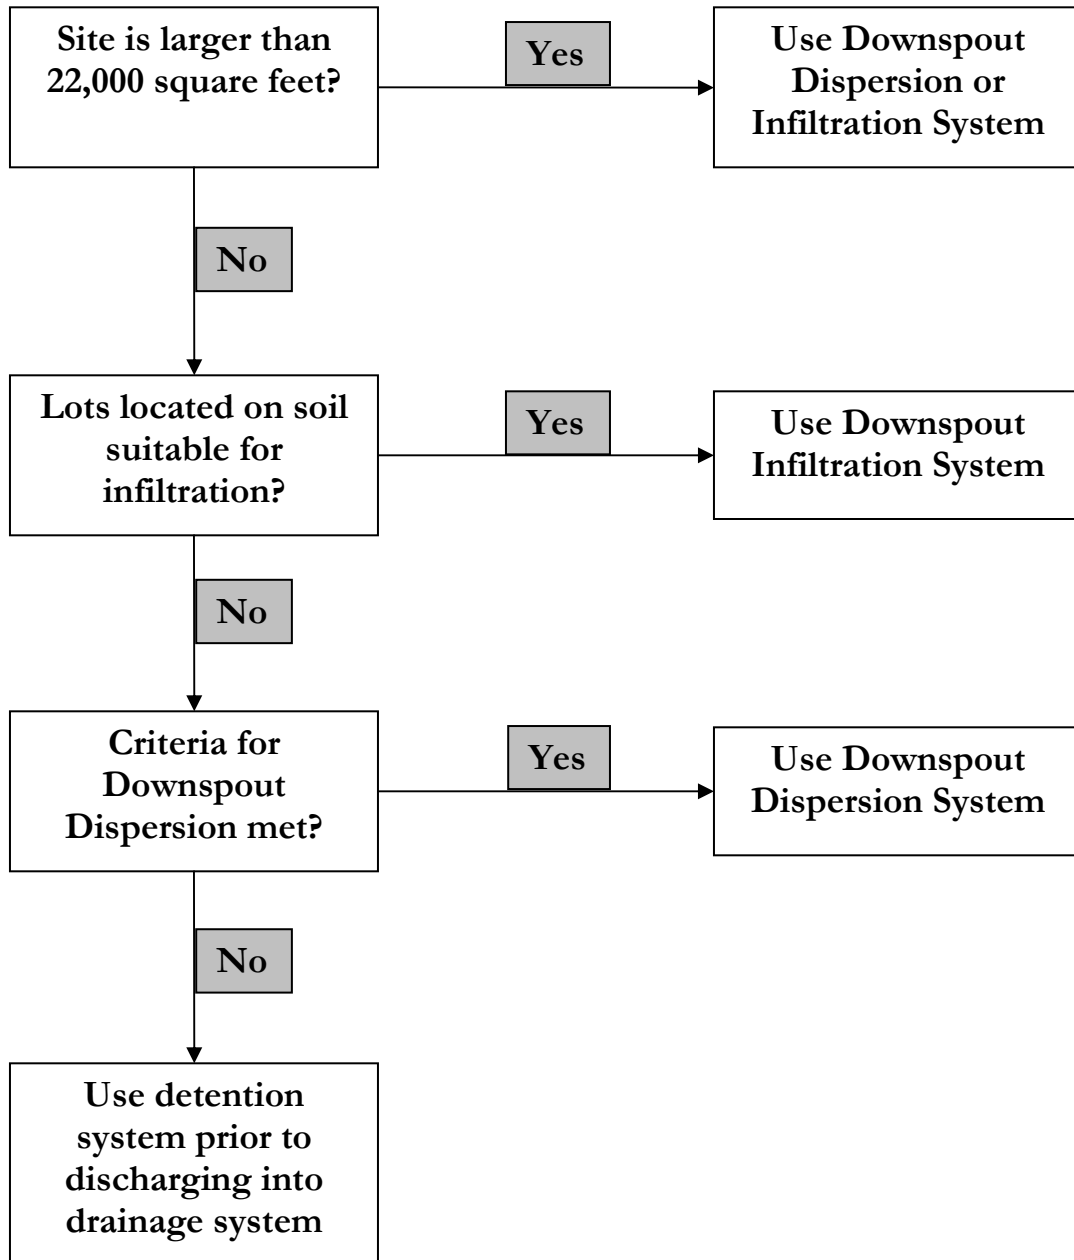 Site is larger than
22,000 square feet?
Yes
Use Downspout
Dispersion or
Infiltration System
No
Lots located on soil
suitable for
infiltration?
Yes
Use Downspout
Infiltration System
No
Criteria for
Downspout
Dispersion met?
Yes
Use Downspout
Dispersion System
No
Use detention
system prior to
discharging into
drainage system